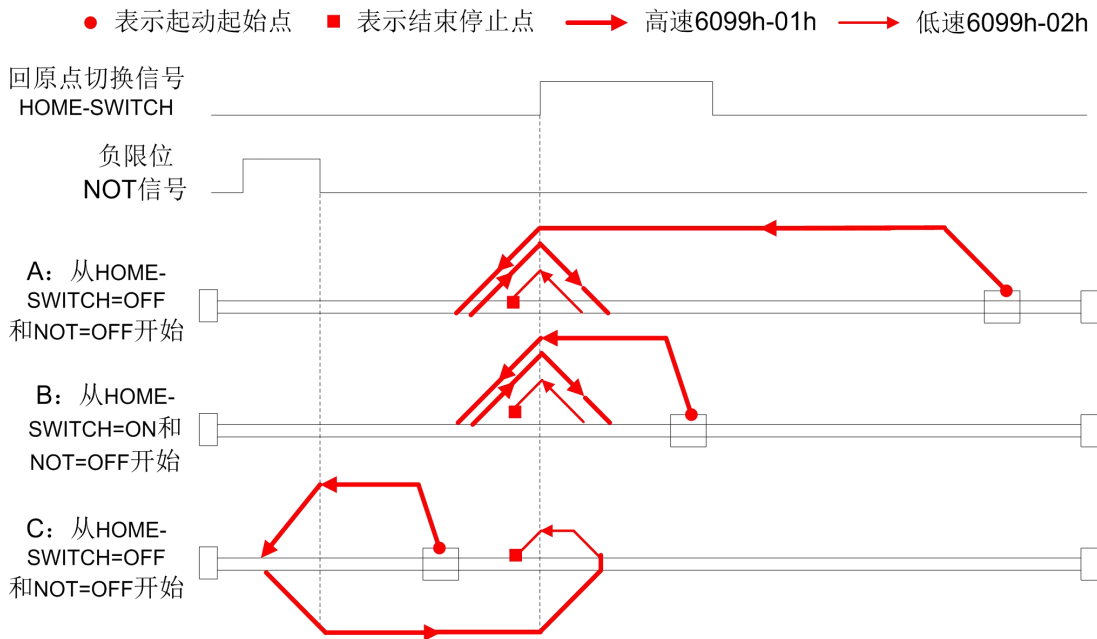 表示起动起始点 表示结束停止点 高速6099h-01h 低速6099h-02h
回原点切换信号
HOME-SWITCH
负限位
NOT信号
A：从HOME-
SWITCH=OFF
和NOT=OFF开始
B：从HOME-
SWITCH=ON和
NOT=OFF开始
C：从HOME-
SWITCH=OFF
和NOT=OFF开始